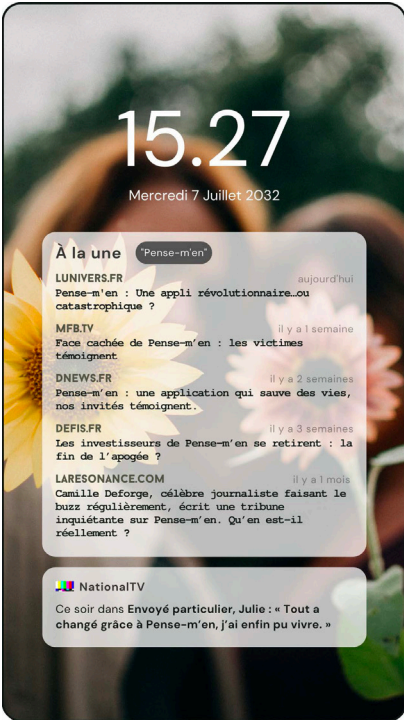 15.27
Mercredi 7 Juillet 2032
À la une "Pense-m'en"
LUNIVERS.FR aujourd'hui
Pense-m'en : Une appli révolutionnaire…ou
catastrophique ?
MFB.TV il y a 1 semaine
Face cachée de Pense-m'en : les victimes
témoignent
DNEWS.FR il y a 2 semaines
Pense-m'en : une application qui sauve des vies,
nos invités témoignent.
DEFIS.FR il y a 3 semaines
Les investisseurs de Pense-m'en se retirent : la
fin de l'apogée ?
LARESONANCE.COM il y a 1 mois
Camille Deforge, célèbre journaliste faisant le
buzz régulièrement, écrit une tribune
inquiétante sur Pense-m'en. Qu'en est-il
réellement ?
NationalTV
Ce soir dans Envoyé particulier, Julie : « Tout a
changé grâce à Pense-m'en, j'ai enfin pu vivre. »